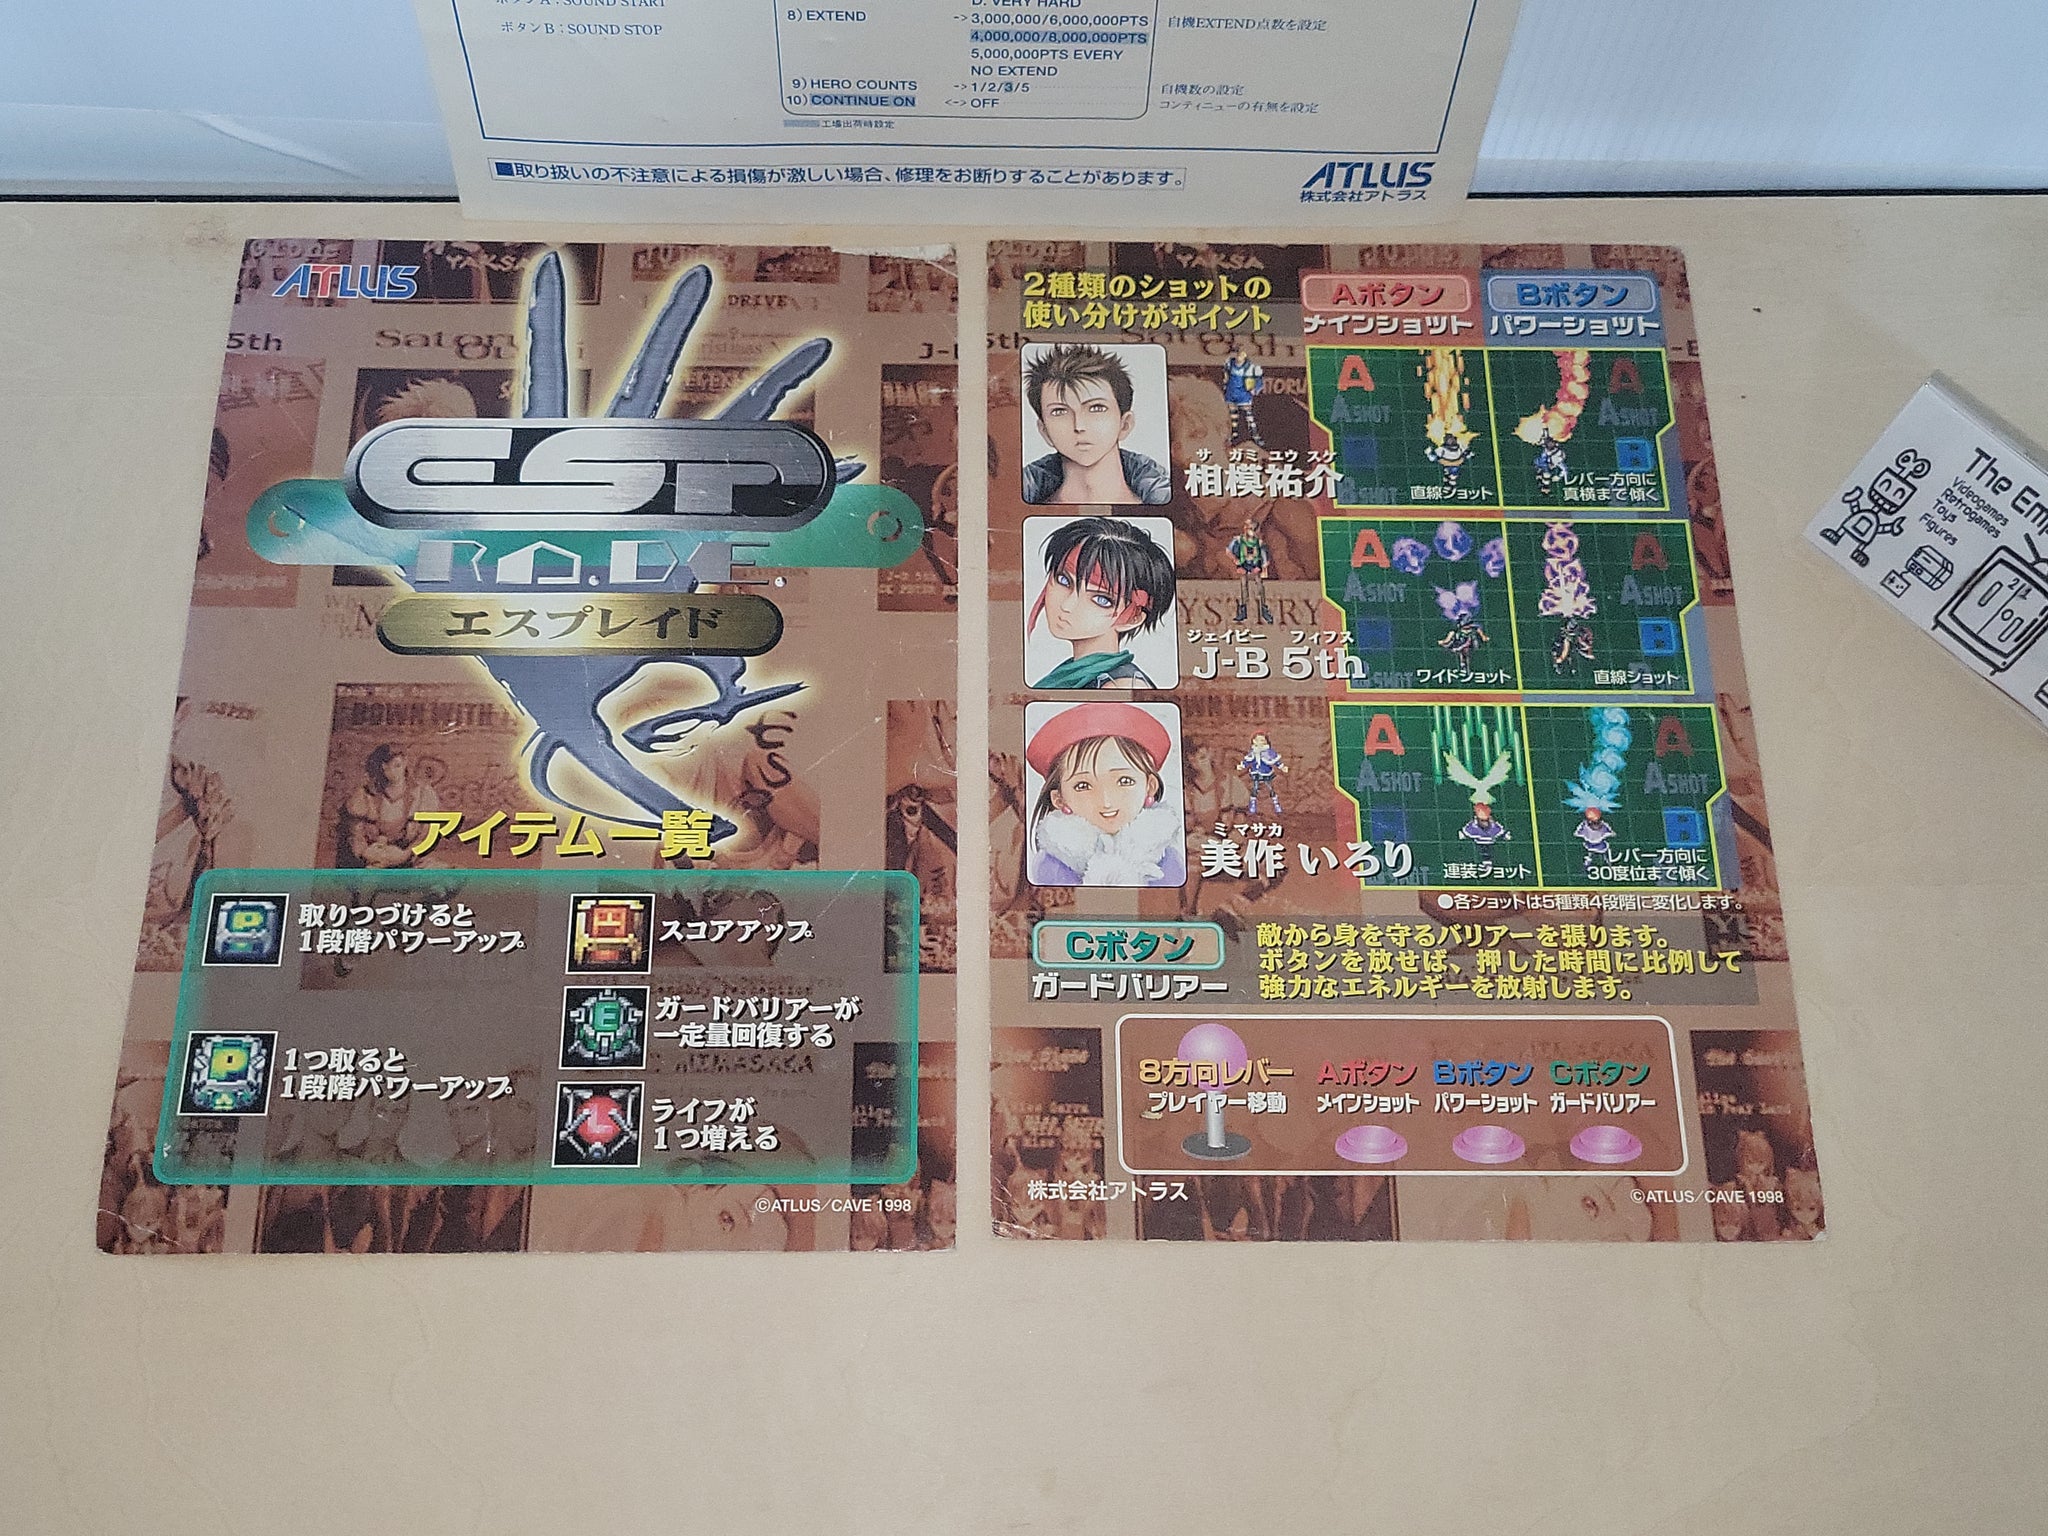 ボタンA：SOUND START
ボタンB：SOUND STOP
D. VERY HARD
8) EXTEND
->3,000,000/6,000,000PTS
自機EXTEND点数を設定
4,000,000/8,000,000PTS
5,000,000PTS EVERY
NO EXTEND
9) HERO COUNTS
->1/2/3/5
自機数の設定
10) CONTINUE ON
<-> OFF
コンティニューの有無を設定
工場出荷時設定
■取り扱いの不注意による損傷が激しい場合、修理をお断りすることがあります。
ATLUS
株式会社アトラス
ATLUS
ESP
RA.DE.
エスプレイド
アイテム一覧
P
取りつづけると
1段階パワーアップ
スコアアップ
E
ガードバリアーが
一定量回復する
P
1つ取ると
1段階パワーアップ
L
ライフが
1つ増える
©ATLUS/CAVE 1998
2種類のショットの
使い分けがポイント
Aボタン
メインショット
Bボタン
パワーショット
サガミ ユウスケ
相模祐介
A
A SHOT
直線ショット
A
A SHOT
B
レバー方向に
真横まで傾く
ジェイビー フィフス
J-B 5th
A
A SHOT
ワイドショット
A
A SHOT
B
直線ショット
ミマサカ
美作 いろり
A
A SHOT
連装ショット
A
A SHOT
B
レバー方向に
30度位まで傾く
●各ショットは5種類4段階に変化します。
Cボタン
ガードバリアー
敵から身を守るバリアーを張ります。
ボタンを放せば、押した時間に比例して
強力なエネルギーを放射します。
8方向レバー
プレイヤー移動
Aボタン
メインショット
Bボタン
パワーショット
Cボタン
ガードバリアー
株式会社アトラス
©ATLUS/CAVE 1998
The Emp
Videogames
Retrogames
Toys
Figures